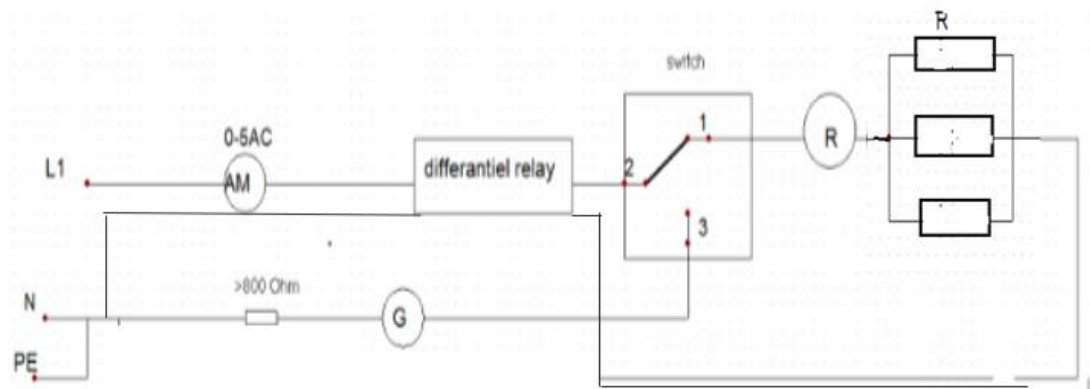 R
switch
0-5AC
1
L1
AM
differantiel relay
2
R
3
>800 Ohm
N
G
PE